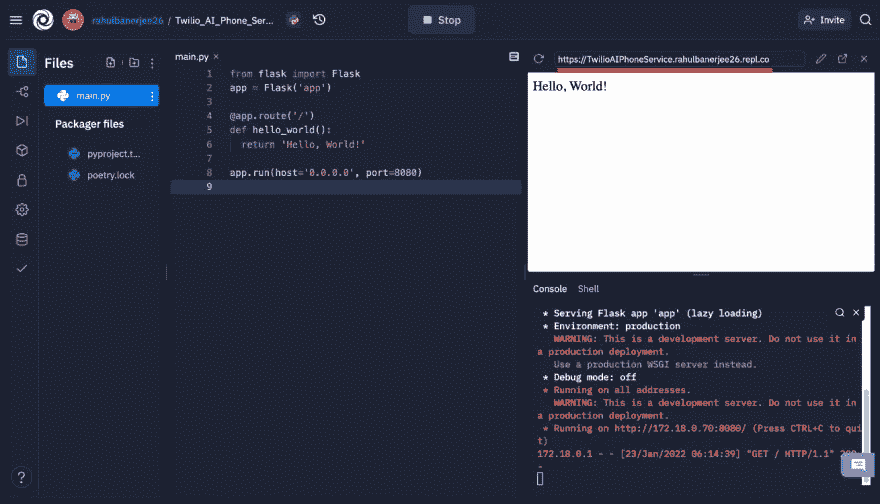 rahulbanerjee26 / Twilio_AI_Phone_Ser...
Stop
Invite
Files
main.py
Packager files
pyproject.t...
poetry.lock
main.py ×
1 from flask import Flask
2 app = Flask('app')
3
4 @app.route('/')
5 def hello_world():
6 return 'Hello, World!'
7
8 app.run(host='0.0.0.0', port=8080)
9
https://TwilioAIPhoneService.rahulbanerjee26.repl.co
Hello, World!
Console Shell
* Serving Flask app 'app' (lazy loading)
* Environment: production
WARNING: This is a development server. Do not use it in
a production deployment.
Use a production WSGI server instead.
* Debug mode: off
* Running on all addresses.
WARNING: This is a development server. Do not use it in
a production deployment.
* Running on http://172.18.0.70:8080/ (Press CTRL+C to qui
t)
172.18.0.1 - - [23/Jan/2022 06:14:39] "GET / HTTP/1.1"
-